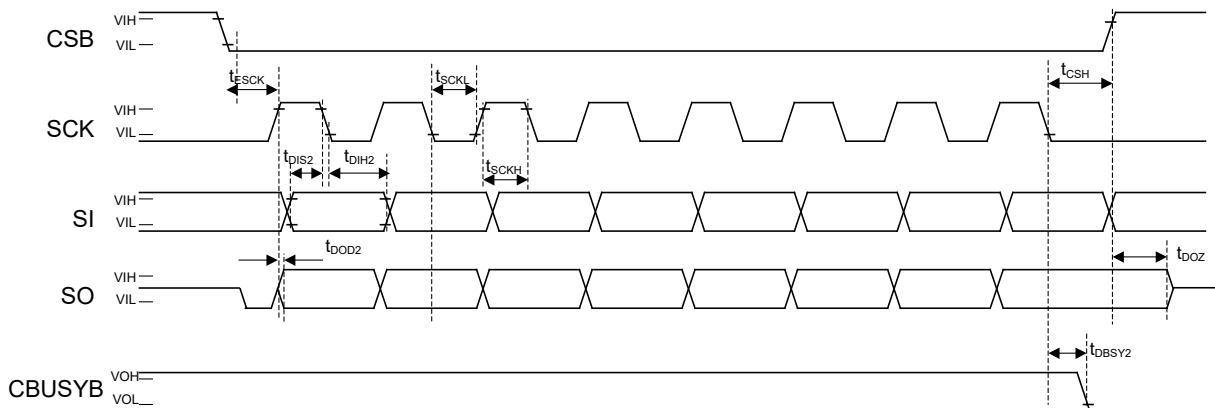 VIH
CSB
VIL
tESCK
tSCKL
tCSH
VIH
SCK
VIL
tDIS2
tDIH2
tSCKH
VIH
SI
VIL
tDOD2
tDOZ
VIH
SO
VIL
tDBSY2
VOH
CBUSYB
VOL